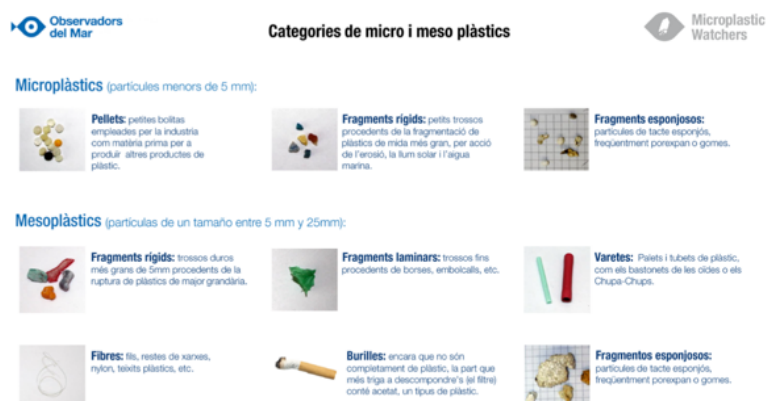 Observadors
del Mar
Categories de micro i meso plàstics
Microplastic
Watchers
Microplàstics (partícules menors de 5 mm):
Pellets: petites bolitas
empleades per la industria
com matèria prima per a
produir altres productes de
plàstic.
Fragments rígids: petits trossos
procedents de la fragmentació de
plàstics de mida més gran, per acció
de l'erosió, la llum solar i l'aigua
marina.
Fragments esponjosos:
partícules de tacte esponjós,
freqüentment porexpan o gomes.
Mesoplàstics (partículas de un tamaño entre 5 mm y 25mm):
Fragments rígids: trossos durs
més grans de 5mm procedents de la
ruptura de plàstics de major grandària.
Fragments laminars: trossos fins
procedents de borses, embolcalls, etc.
Varetes: Palets i tubets de plàstic,
com els bastonets de les oïdes o els
Chupa-Chups.
Fibres: fils, restes de xarxes,
nylon, teixits plàstics, etc.
Burilles: encara que no són
completament de plàstic, la part que
més triga a descompondre's (el filtre)
conté acetat, un tipus de plàstic.
Fragmentos esponjosos:
partícules de tacte esponjós,
freqüentment porexpan o gomes.